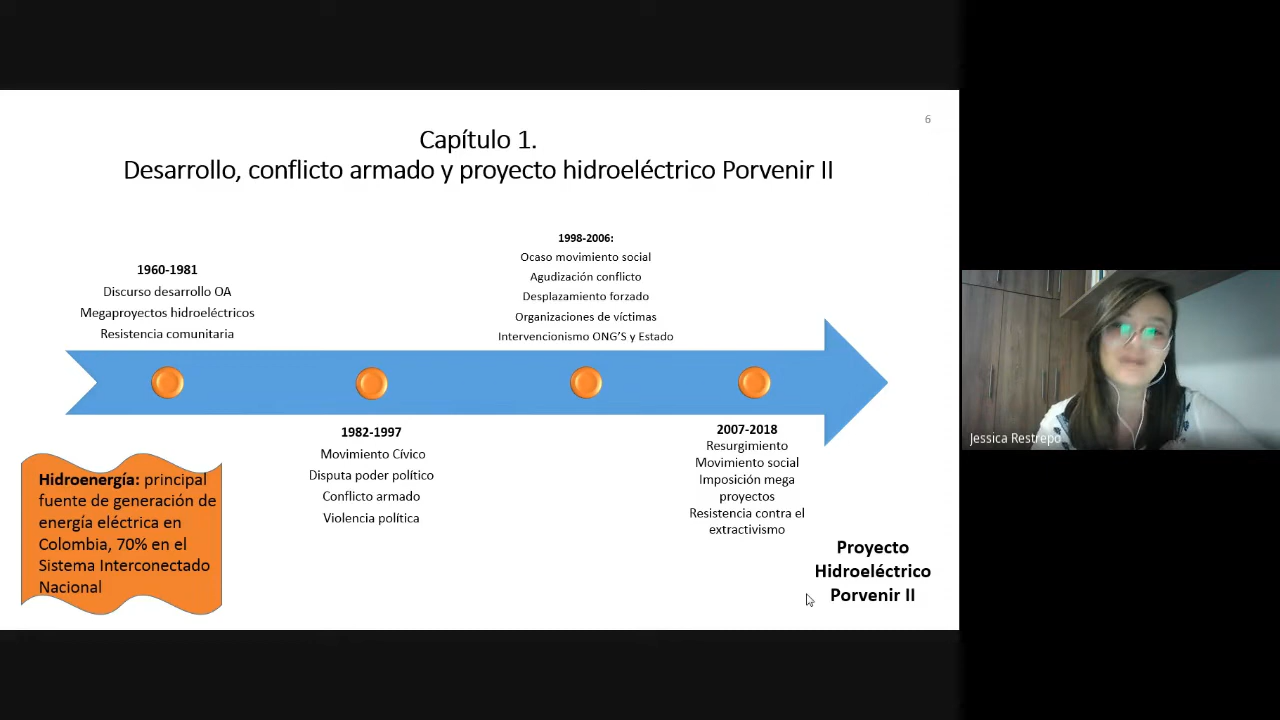 6
Capítulo 1.
Desarrollo, conflicto armado y proyecto hidroeléctrico Porvenir II
1960-1981
Discurso desarrollo OA
Megaproyectos hidroeléctricos
Resistencia comunitaria
1982-1997
Movimiento Cívico
Disputa poder político
Conflicto armado
Violencia política
1998-2006:
Ocaso movimiento social
Agudización conflicto
Desplazamiento forzado
Organizaciones de víctimas
Intervencionismo ONG'S y Estado
2007-2018
Resurgimiento
Movimiento social
Imposición mega
proyectos
Resistencia contra el
extractivismo
Hidroenergía: principal
fuente de generación de
energía eléctrica en
Colombia, 70% en el
Sistema Interconectado
Nacional
Proyecto
Hidroeléctrico
Porvenir II
Jessica Restrepo